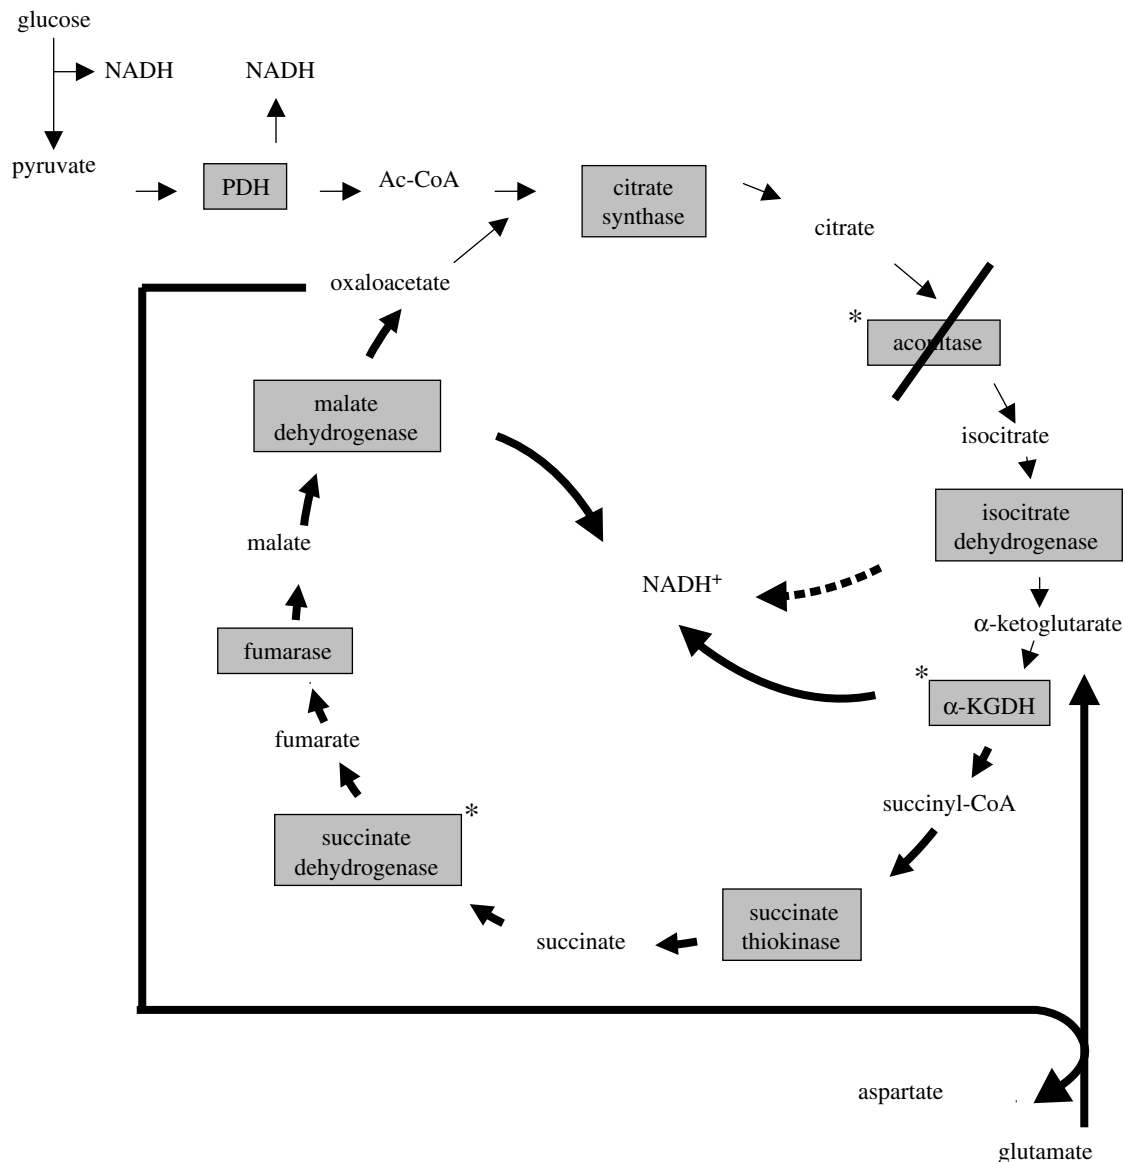 glucose
NADH
NADH
pyruvate
PDH
Ac-CoA
citrate
synthase
citrate
oxaloacetate
*
aconitase
malate
dehydrogenase
isocitrate
isocitrate
dehydrogenase
malate
NADH⁺
α-ketoglutarate
fumarase
*
α-KGDH
fumarate
succinyl-CoA
*
succinate
dehydrogenase
succinate
thiokinase
succinate
aspartate
glutamate